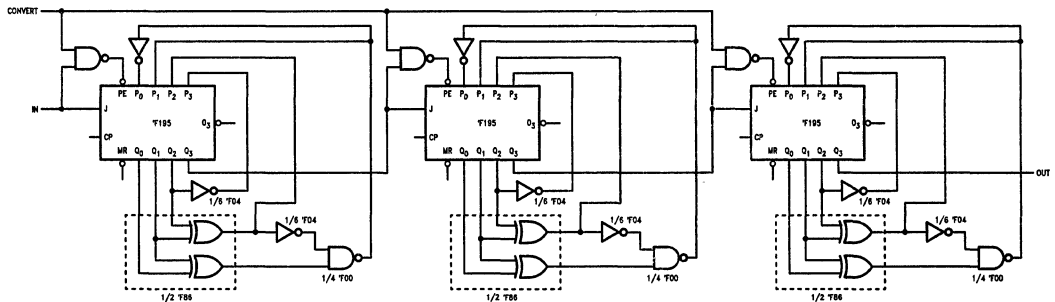 CONVERT
IN
PE P0 P1 P2 P3
J
'F195
Q3
CP
MR Q0 Q1 Q2 Q3
1/6 'F04
1/6 'F04
1/4 'F00
1/2 'F86
PE P0 P1 P2 P3
J
'F195
Q3
CP
MR Q0 Q1 Q2 Q3
1/6 'F04
1/6 'F04
1/4 'F00
1/2 'F86
PE P0 P1 P2 P3
J
'F195
Q3
CP
MR Q0 Q1 Q2 Q3
OUT
1/6 'F04
1/6 'F04
1/4 'F00
1/2 'F86